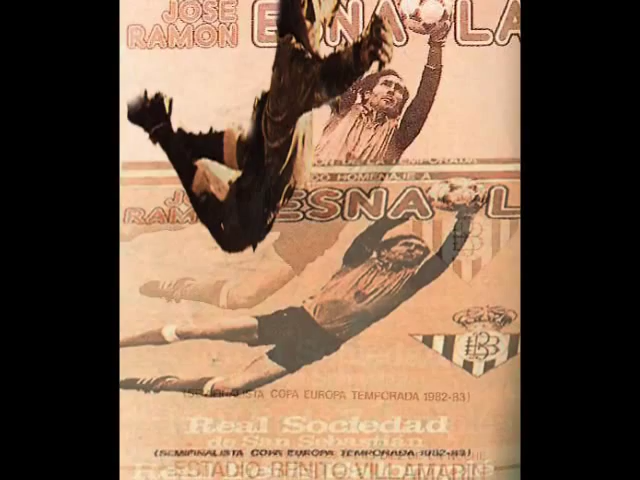 JOSE
RAMON
ESNAOLA
HOMENAJE A
ESNAOLA
RAMON
(SEMIFINALISTA COPA EUROPA TEMPORADA 1982-83)
Real Sociedad
de San Sebastián
(SEMIFINALISTA COPA EUROPA TEMPORADA 1982-83)
ESTADIO BENITO VILLAMARIN